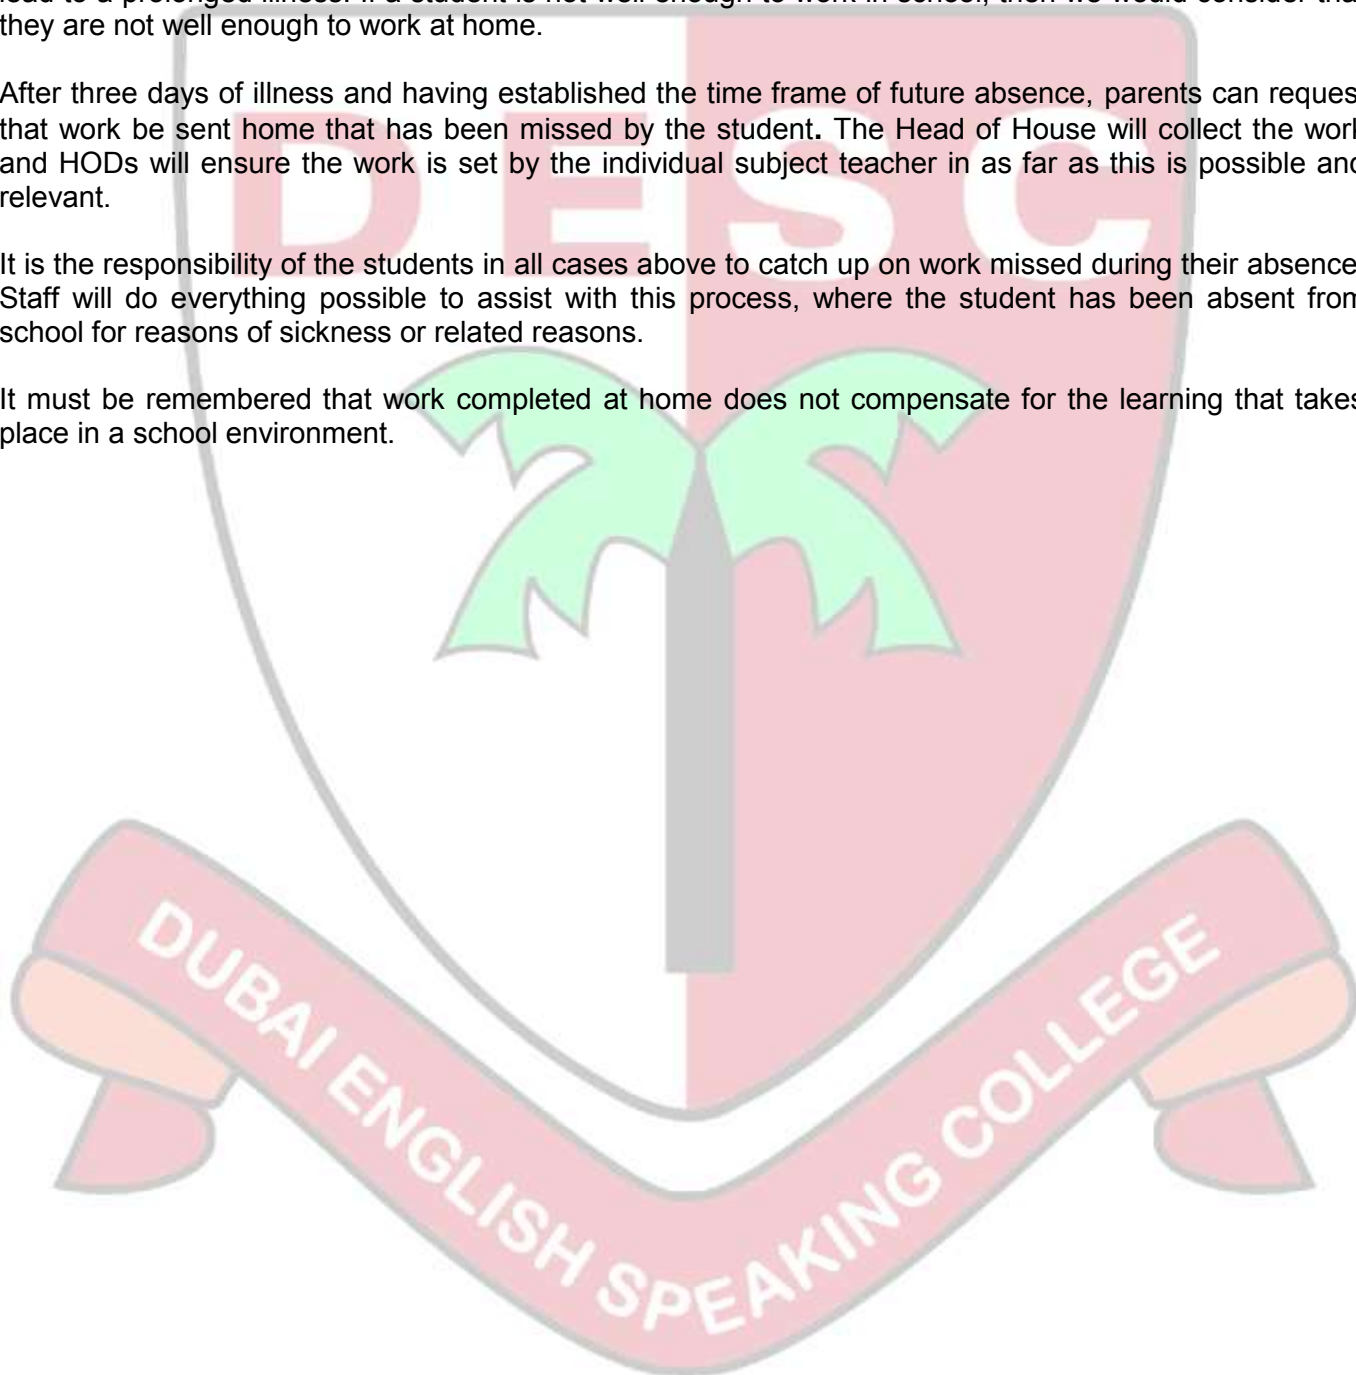 they are not well enough to work at home.
After three days of illness and having established the time frame of future absence, parents can reques
that work be sent home that has been missed by the student. The Head of House will collect the work
and HODs will ensure the work is set by the individual subject teacher in as far as this is possible and
relevant.
It is the responsibility of the students in all cases above to catch up on work missed during their absence
Staff will do everything possible to assist with this process, where the student has been absent from
school for reasons of sickness or related reasons.
It must be remembered that work completed at home does not compensate for the learning that takes
place in a school environment.
DESC
DUBAI ENGLISH SPEAKING COLLEGE